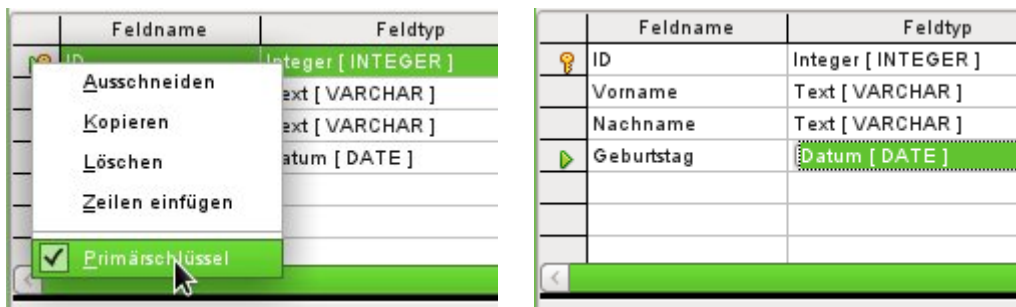 Feldname Feldtyp
ID Integer [ INTEGER ]
Ausschneiden
ext [ VARCHAR ]
Kopieren
ext [ VARCHAR ]
Löschen
atum [ DATE ]
Zeilen einfügen
Primärschlüssel
Feldname Feldtyp
ID Integer [ INTEGER ]
Vorname Text [ VARCHAR ]
Nachname Text [ VARCHAR ]
Geburtstag Datum [ DATE ]